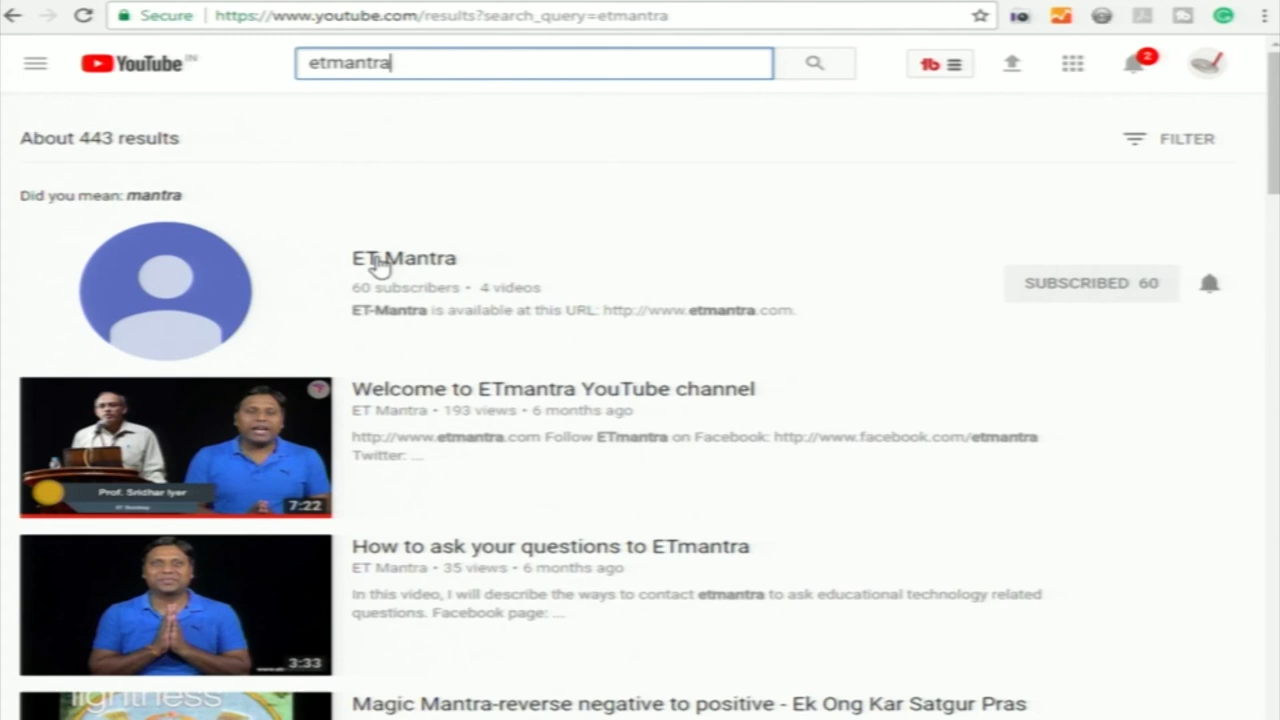 Secure https://www.youtube.com/results?search_query=etmantra
YouTube IN
etmantra
2
About 443 results
FILTER
Did you mean: mantra
ET Mantra
60 subscribers • 4 videos
SUBSCRIBED 60
ET-Mantra is available at this URL: http://www.etmantra.com.
Welcome to ETmantra YouTube channel
ET Mantra • 193 views • 6 months ago
http://www.etmantra.com Follow ETmantra on Facebook: http://www.facebook.com/etmantra
Twitter: ...
Prof. Sridhar Iyer
7:22
How to ask your questions to ETmantra
ET Mantra • 35 views • 6 months ago
In this video, I will describe the ways to contact etmantra to ask educational technology related
questions. Facebook page: ...
3:33
lightness
Magic Mantra-reverse negative to positive - Ek Ong Kar Satgur Pras